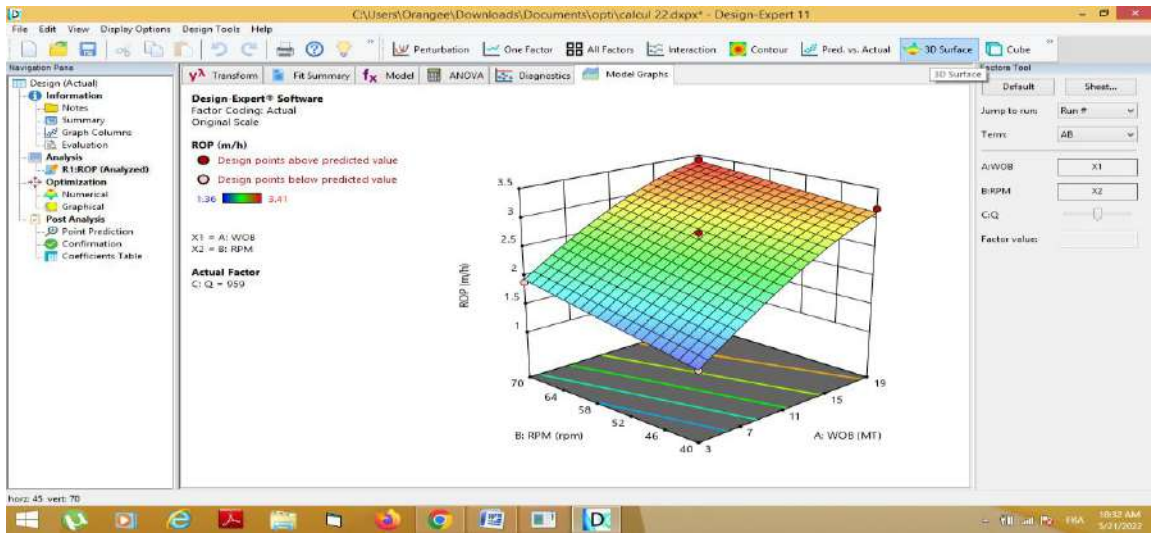 C:\Users\Orangee\Downloads\Documents\opti\calcul 22.dxpx* - Design-Expert 11
File Edit View Display Options Design Tools Help
Perturbation One Factor All Factors Interaction Contour Pred. vs. Actual 3D Surface Cube
Navigation Pane
Design (Actual)
Information
Notes
Summary
Graph Columns
Evaluation
Analysis
R1:ROP (Analyzed)
Optimization
Numerical
Graphical
Post Analysis
Point Prediction
Confirmation
Coefficients Table
yλ Transform Fit Summary fx Model ANOVA Diagnostics Model Graphs
3D Surface
Design-Expert® Software
Factor Coding: Actual
Original Scale
ROP (m/h)
Design points above predicted value
Design points below predicted value
1.36 3.41
X1 = A: WOB
X2 = B: RPM
Actual Factor
C: Q = 959
ROP (m/h)
3.5
3
2.5
2
1.5
1
70
64
58
52
46
40
3
7
11
15
19
B: RPM (rpm)
A: WOB (MT)
Factors Tool
Default Sheet...
Jump to run: Run #
Term: AB
A:WOB X1
B:RPM X2
C:Q
Factor value:
horz: 45 vert: 70
FRA
10:32 AM
5/21/2022